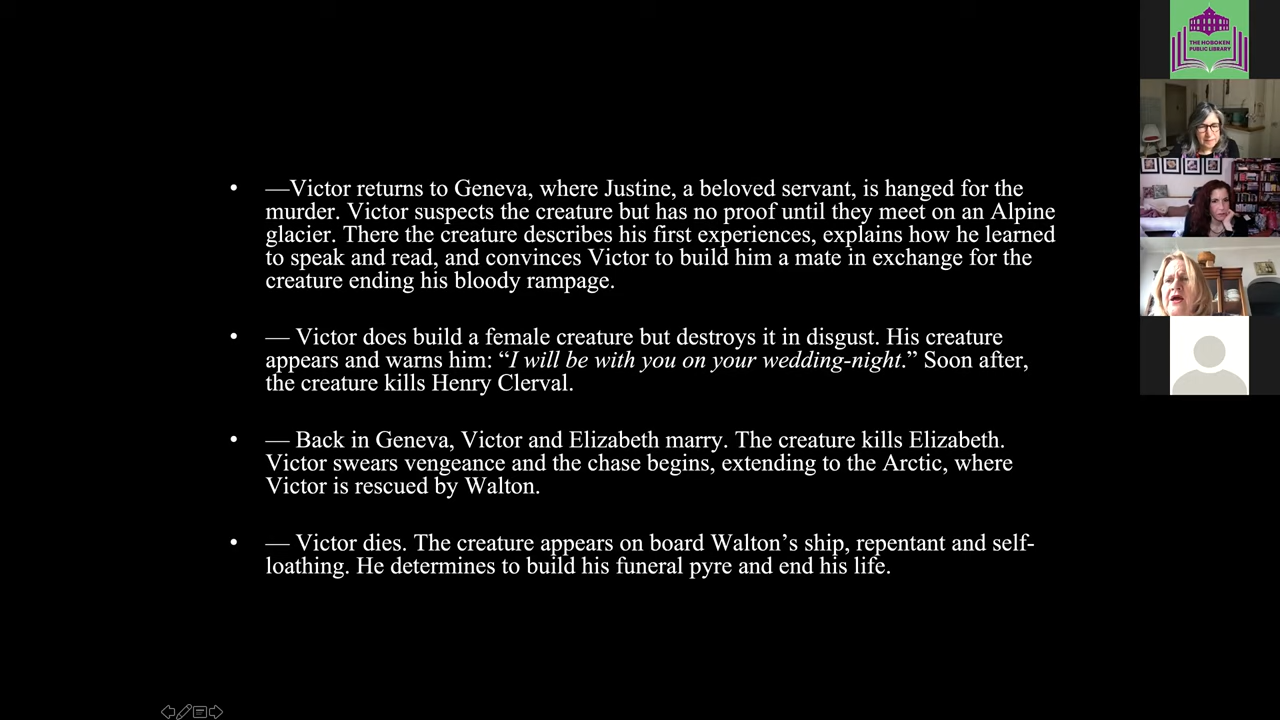 • —Victor returns to Geneva, where Justine, a beloved servant, is hanged for the
murder. Victor suspects the creature but has no proof until they meet on an Alpine
glacier. There the creature describes his first experiences, explains how he learned
to speak and read, and convinces Victor to build him a mate in exchange for the
creature ending his bloody rampage.
• — Victor does build a female creature but destroys it in disgust. His creature
appears and warns him: “I will be with you on your wedding-night.” Soon after,
the creature kills Henry Clerval.
• — Back in Geneva, Victor and Elizabeth marry. The creature kills Elizabeth.
Victor swears vengeance and the chase begins, extending to the Arctic, where
Victor is rescued by Walton.
• — Victor dies. The creature appears on board Walton’s ship, repentant and self-
loathing. He determines to build his funeral pyre and end his life.
THE HOBOKEN
PUBLIC LIBRARY